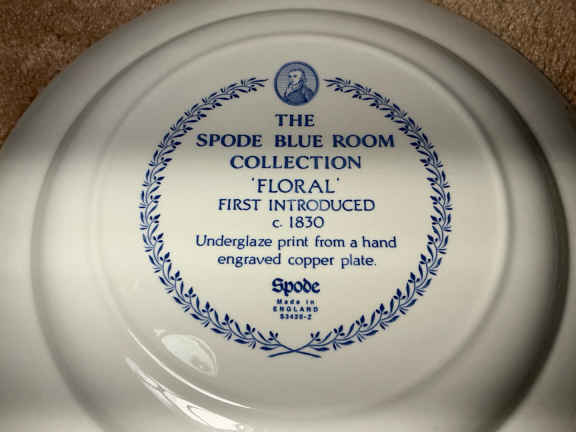 THE
SPODE BLUE ROOM
COLLECTION
'FLORAL'
FIRST INTRODUCED
c. 1830
Underglaze print from a hand
engraved copper plate.
Spode
Made in
ENGLAND
S3420-Z